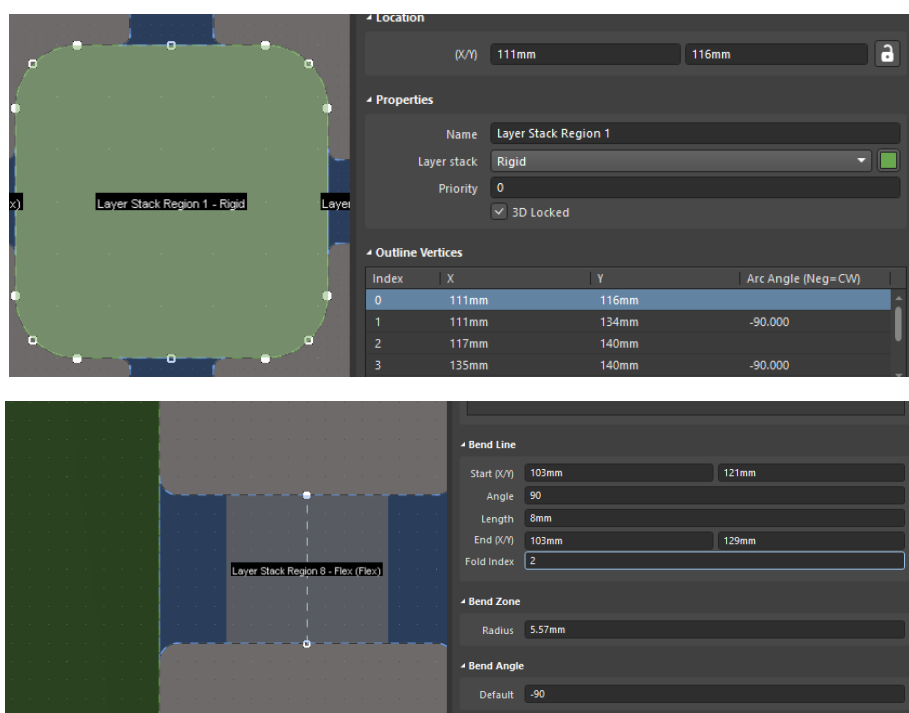 Location
(X/Y) 111mm 116mm
Properties
Name Layer Stack Region 1
Layer stack Rigid
Priority 0
3D Locked
x) Layer Stack Region 1 - Rigid Layer
Outline Vertices
Index X Y Arc Angle (Neg=CW)
0 111mm 116mm
1 111mm 134mm -90.000
2 117mm 140mm
3 135mm 140mm -90.000
Bend Line
Start (X/Y) 103mm 121mm
Angle 90
Length 8mm
End (X/Y) 103mm 129mm
Fold Index 2
Layer Stack Region 8 - Flex (Flex)
Bend Zone
Radius 5.57mm
Bend Angle
Default -90